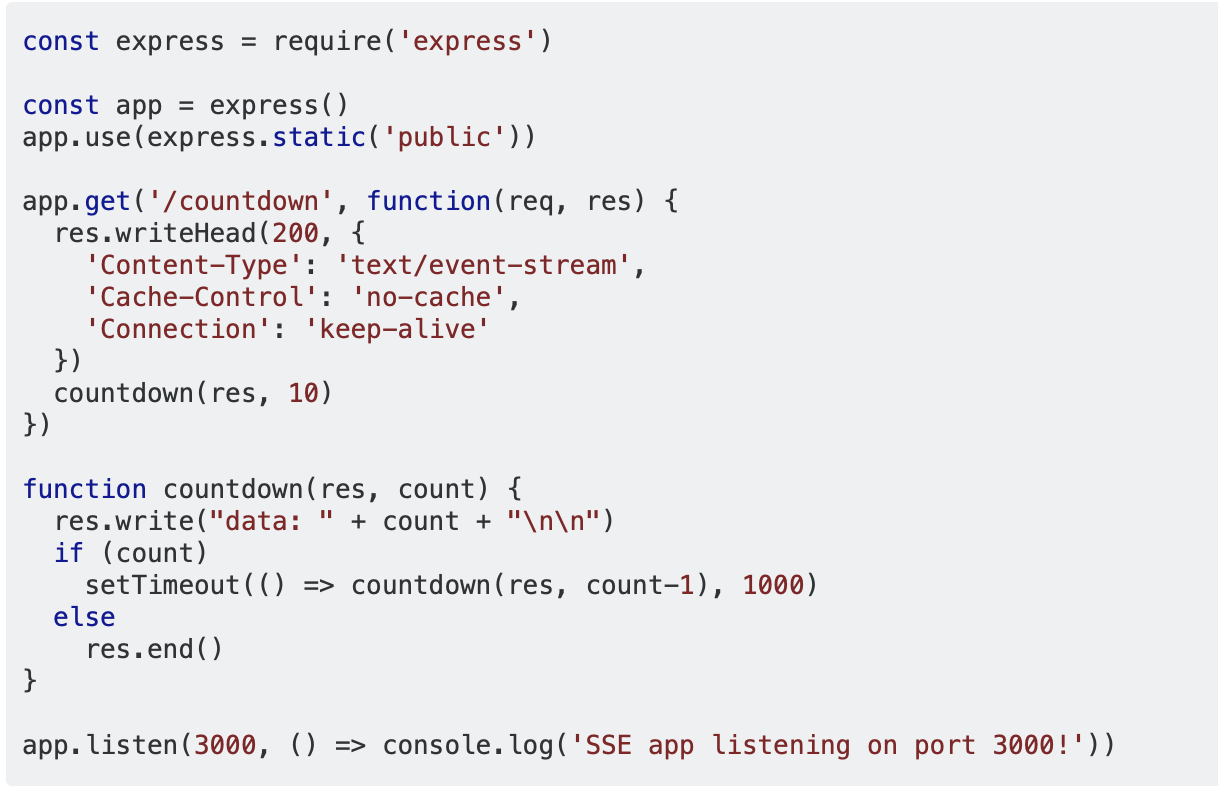 const express = require('express')

const app = express()
app.use(express.static('public'))

app.get('/countdown', function(req, res) {
  res.writeHead(200, {
    'Content-Type': 'text/event-stream',
    'Cache-Control': 'no-cache',
    'Connection': 'keep-alive'
  })
  countdown(res, 10)
})

function countdown(res, count) {
  res.write("data: " + count + "\n\n")
  if (count)
    setTimeout(() => countdown(res, count-1), 1000)
  else
    res.end()
}

app.listen(3000, () => console.log('SSE app listening on port 3000!'))